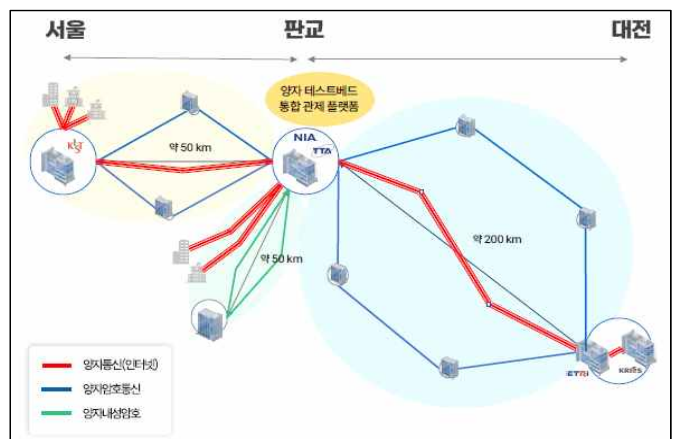 서울
판교
대전
양자 테스트베드
통합 관제 플랫폼
KIST
약 50 km
NIA
TTA
약 200 km
약 50 km
양자통신(인터넷)
양자암호통신
양자내성암호
ETRI
KRISS